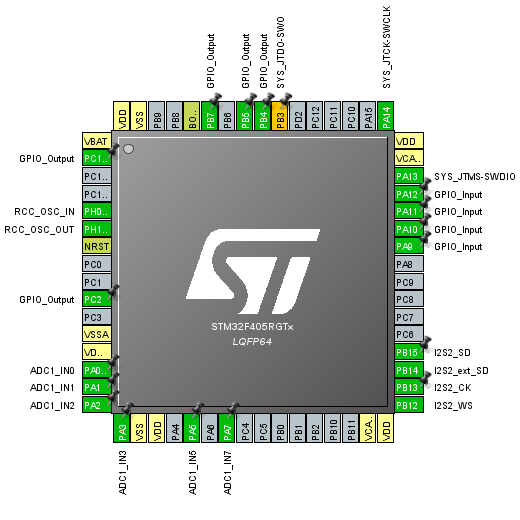 GPIO_Output
GPIO_Output
GPIO_Output
SYS_JTDO-SWO
SYS_JTCK-SWCLK
VDD
VSS
PB9
PB8
BO..
PB7
PB6
PB5
PB4
PB3
PD2
PC12
PC11
PC10
PA15
PA14
VBAT
GPIO_Output PC1..
PC1..
PC1..
RCC_OSC_IN PH0..
RCC_OSC_OUT PH1..
NRST
PC0
PC1
GPIO_Output PC2
PC3
VSSA
VD..
ADC1_IN0 PA0..
ADC1_IN1 PA1
ADC1_IN2 PA2
STM32F405RGTx
LQFP64
VDD
VCA..
PA13 SYS_JTMS-SWDIO
PA12 GPIO_Input
PA11 GPIO_Input
PA10 GPIO_Input
PA9 GPIO_Input
PA8
PC9
PC8
PC7
PC6
PB15 I2S2_SD
PB14 I2S2_ext_SD
PB13 I2S2_CK
PB12 I2S2_WS
PA3
VSS
VDD
PA4
PA5
PA6
PA7
PC4
PC5
PB0
PB1
PB2
PB10
PB11
VCA..
VDD
ADC1_IN3
ADC1_IN5
ADC1_IN7